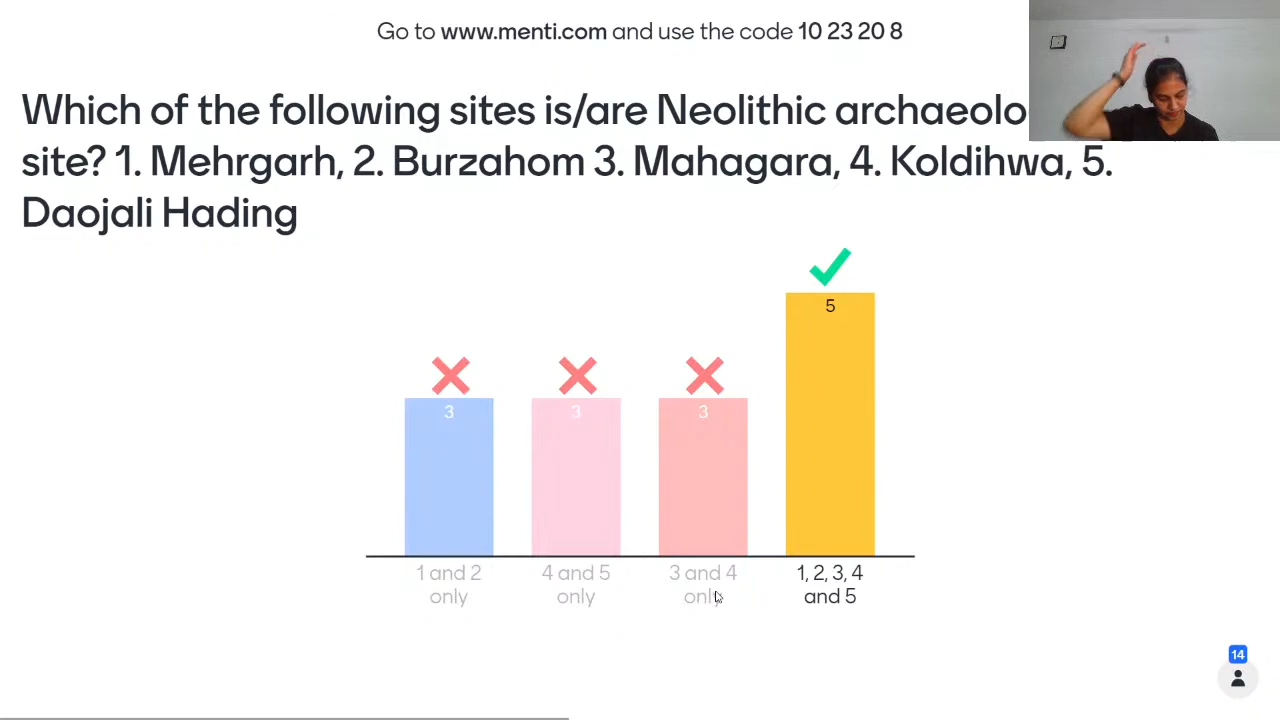 Go to www.menti.com and use the code 10 23 20 8
Which of the following sites is/are Neolithic
site? 1. Mehrgarh, 2. Burzahom 3. Mahagara, 4. Koldihwa, 5.
Daojali Hading
5
3
3
3
1 and 2
only
4 and 5
only
3 and 4
only
1, 2, 3, 4
and 5
14